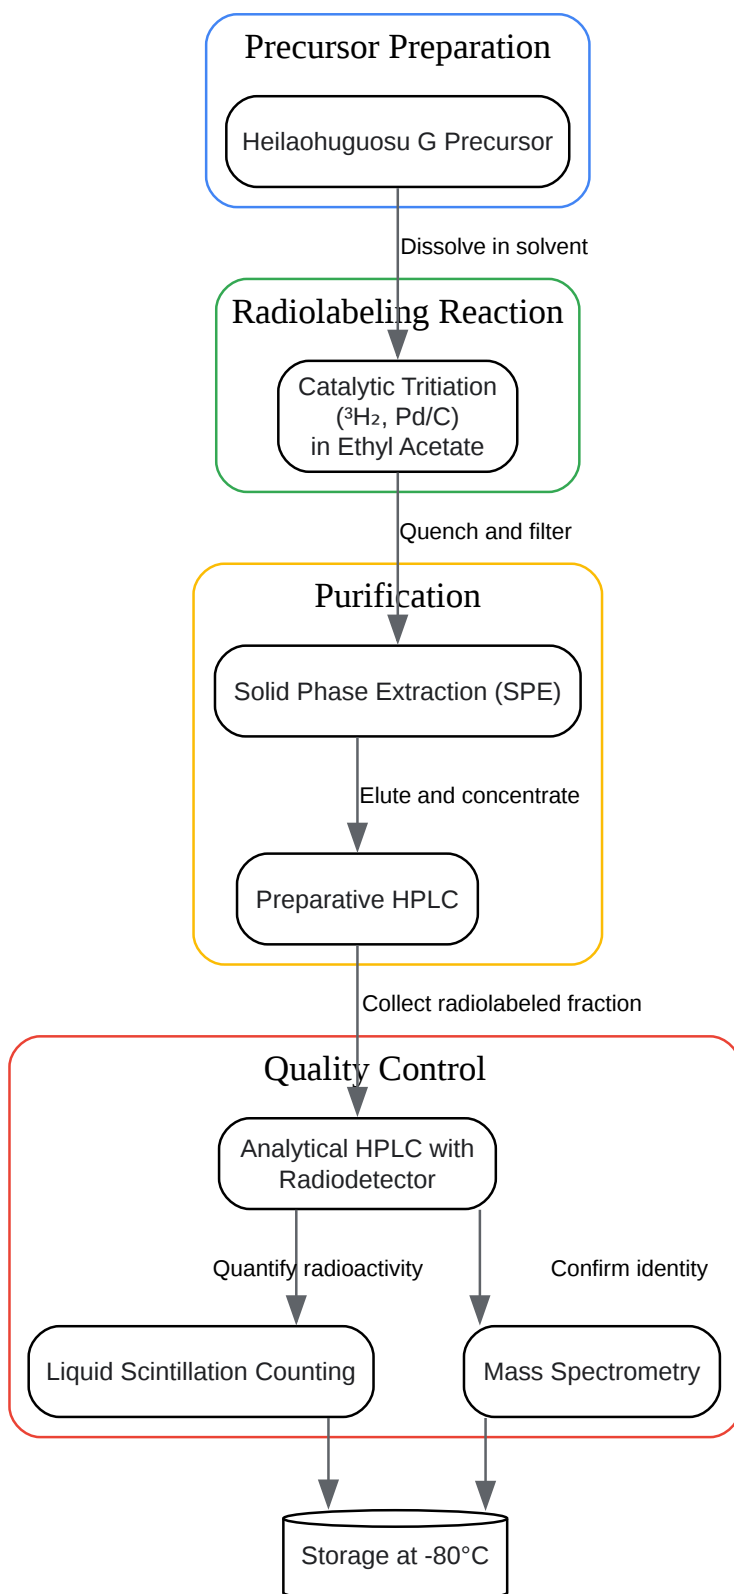 Precursor Preparation
Heilaohuguosu G Precursor
Dissolve in solvent
Radiolabeling Reaction
Catalytic Tritiation
(³H₂, Pd/C)
in Ethyl Acetate
Quench and filter
Purification
Solid Phase Extraction (SPE)
Elute and concentrate
Preparative HPLC
Collect radiolabeled fraction
Quality Control
Analytical HPLC with
Radiodetector
Quantify radioactivity
Confirm identity
Liquid Scintillation Counting
Mass Spectrometry
Storage at -80°C